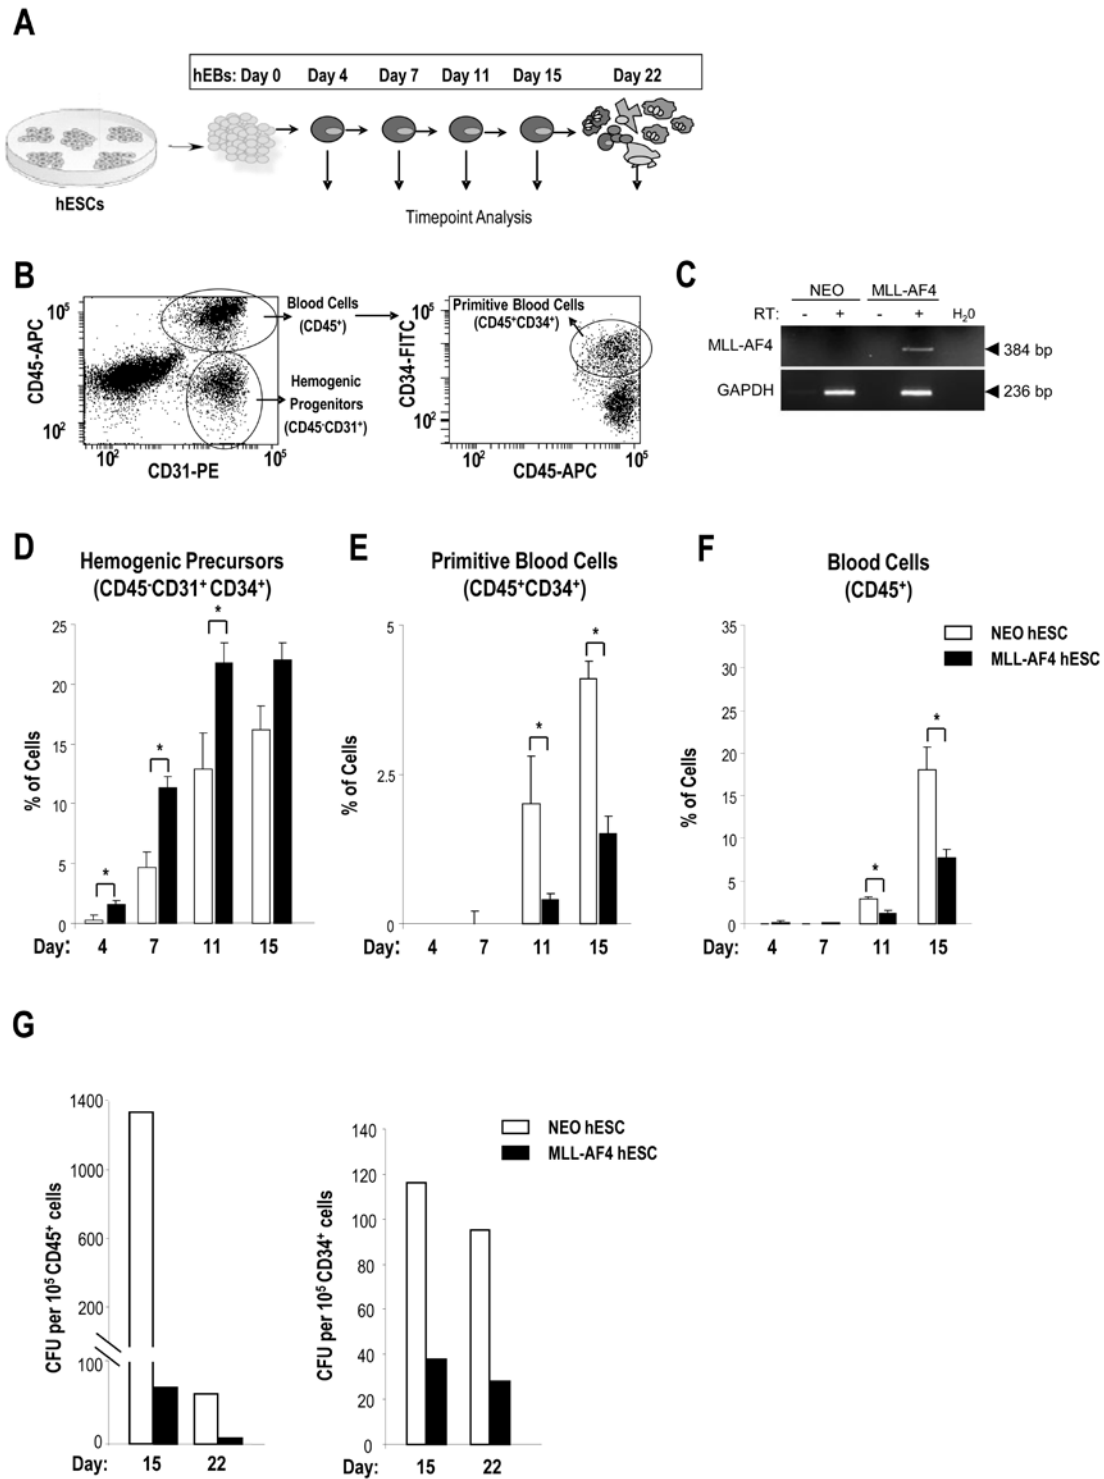 A
hEBs: Day 0 Day 4 Day 7 Day 11 Day 15 Day 22
hESCs
Timepoint Analysis
B
CD45-APC
10⁵
10²
10² 10⁵
CD31-PE
Blood Cells
(CD45⁺)
Hemogenic
Progenitors
(CD45⁻CD31⁺)
CD34-FITC
10⁵
10²
Primitive Blood Cells
(CD45⁺CD34⁺)
10² 10⁵
CD45-APC
C
NEO MLL-AF4
RT: - + - + H₂0
MLL-AF4 384 bp
GAPDH 236 bp
D
Hemogenic Precursors
(CD45⁻CD31⁺ CD34⁺)
% of Cells
25
20
15
10
5
0
* * *
Day: 4 7 11 15
E
Primitive Blood Cells
(CD45⁺CD34⁺)
% of Cells
5
2.5
0
* *
Day: 4 7 11 15
F
Blood Cells
(CD45⁺)
% of Cells
35
30
25
20
15
10
5
0
* *
Day: 4 7 11 15
NEO hESC
MLL-AF4 hESC
G
CFU per 10⁵ CD45⁺ cells
1400
1000
600
200
100
0
Day: 15 22
CFU per 10⁵ CD34⁺ cells
140
120
100
80
60
40
20
0
Day: 15 22
NEO hESC
MLL-AF4 hESC